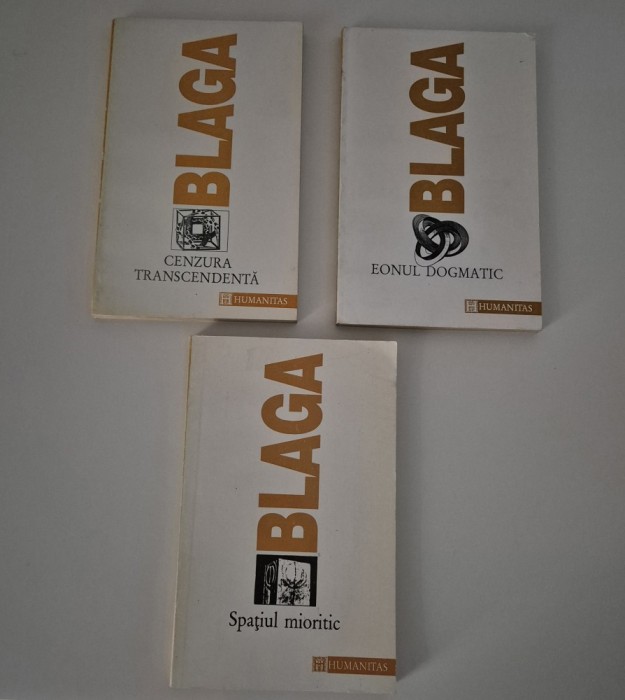 BLAGA
CENZURA
TRANSCENDENTĂ
HUMANITAS
BLAGA
EONUL DOGMATIC
HUMANITAS
BLAGA
Spaţiul mioritic
HUMANITAS